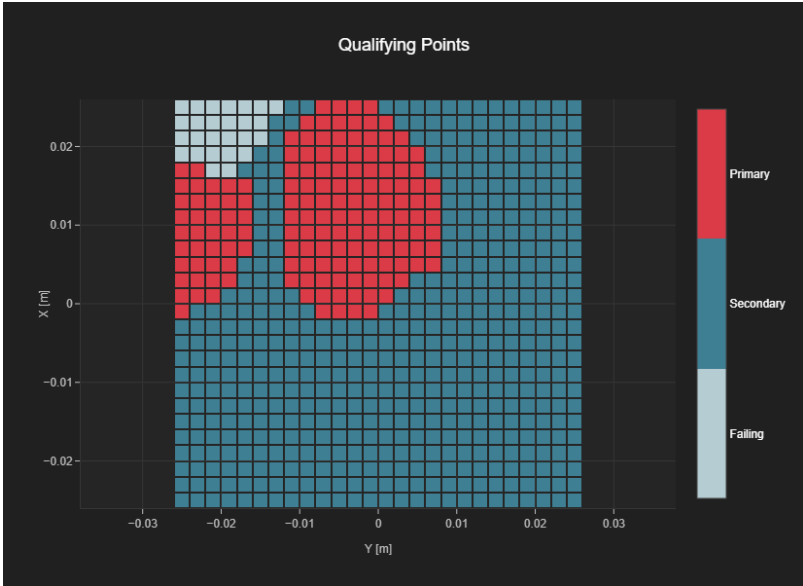 Qualifying Points
0.02
0.01
0
−0.01
−0.02
X [m]
−0.03
−0.02
−0.01
0
0.01
0.02
0.03
Y [m]
Primary
Secondary
Failing